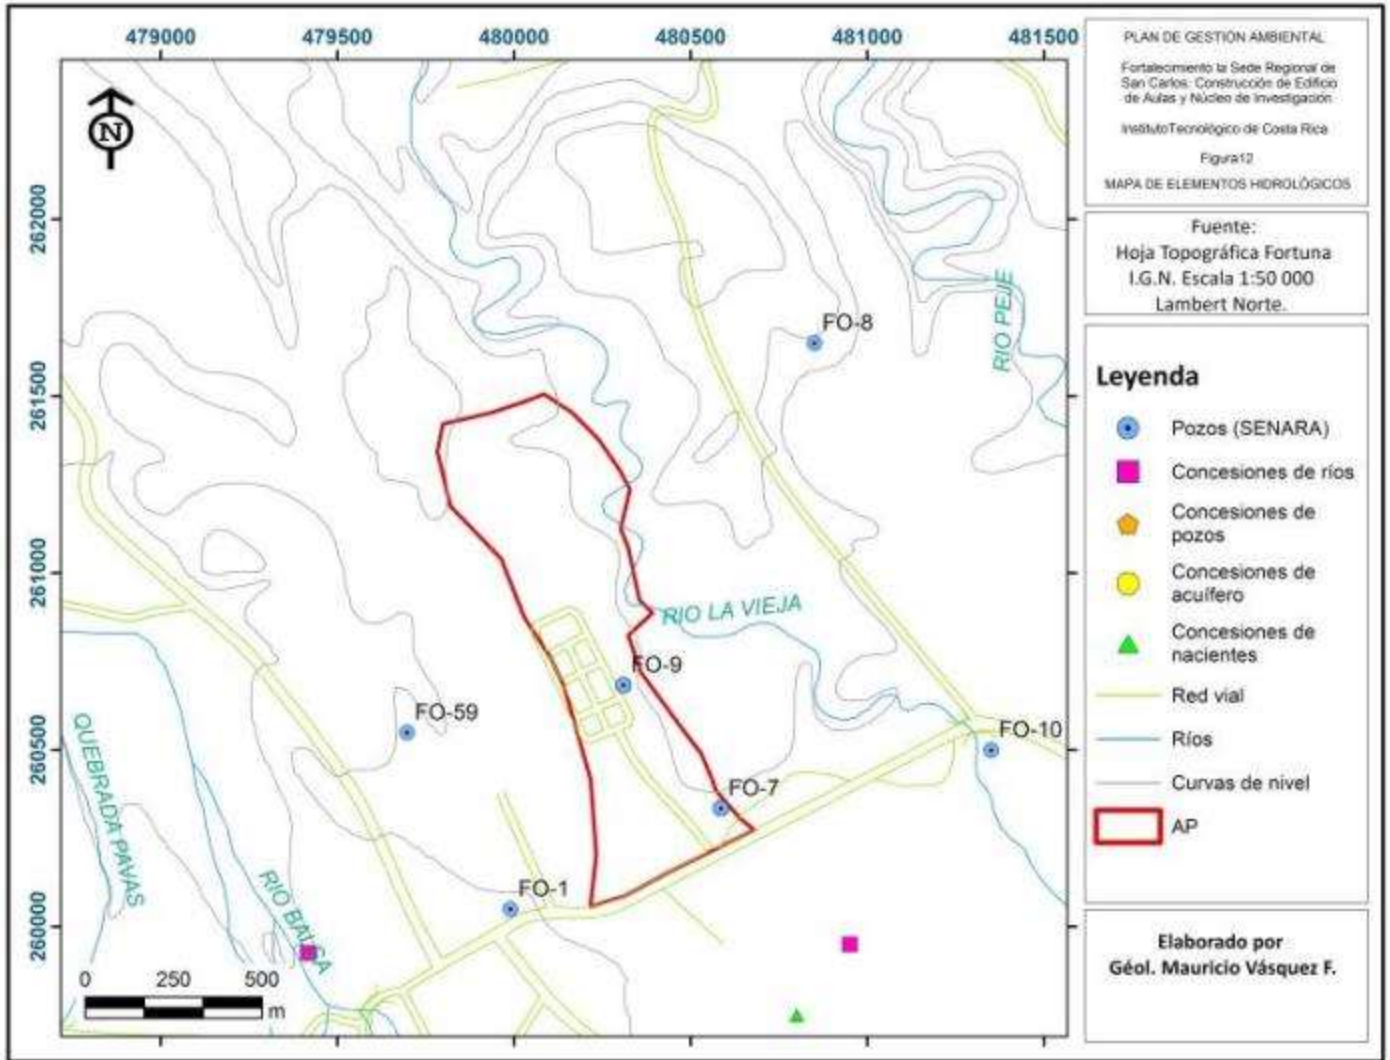 479000 479500 480000 480500 481000 481500
262000
261500
261000
260500
260000
N
FO-8
RIO PEJE
RIO LA VIEJA
FO-9
FO-59
FO-10
QUEBRADA PAVAS
FO-7
FO-1
RIO BALSA
0 250 500
m
PLAN DE GESTIÓN AMBIENTAL
Fortalecimiento la Sede Regional de
San Carlos: Construcción de Edificio
de Aulas y Núcleo de Investigación
InstitutoTecnológico de Costa Rica
Figura12
MAPA DE ELEMENTOS HIDROLÓGICOS
Fuente:
Hoja Topográfica Fortuna
I.G.N. Escala 1:50 000
Lambert Norte.
Leyenda
Pozos (SENARA)
Concesiones de ríos
Concesiones de
pozos
Concesiones de
acuífero
Concesiones de
nacientes
Red vial
Ríos
Curvas de nivel
AP
Elaborado por
Géol. Mauricio Vásquez F.